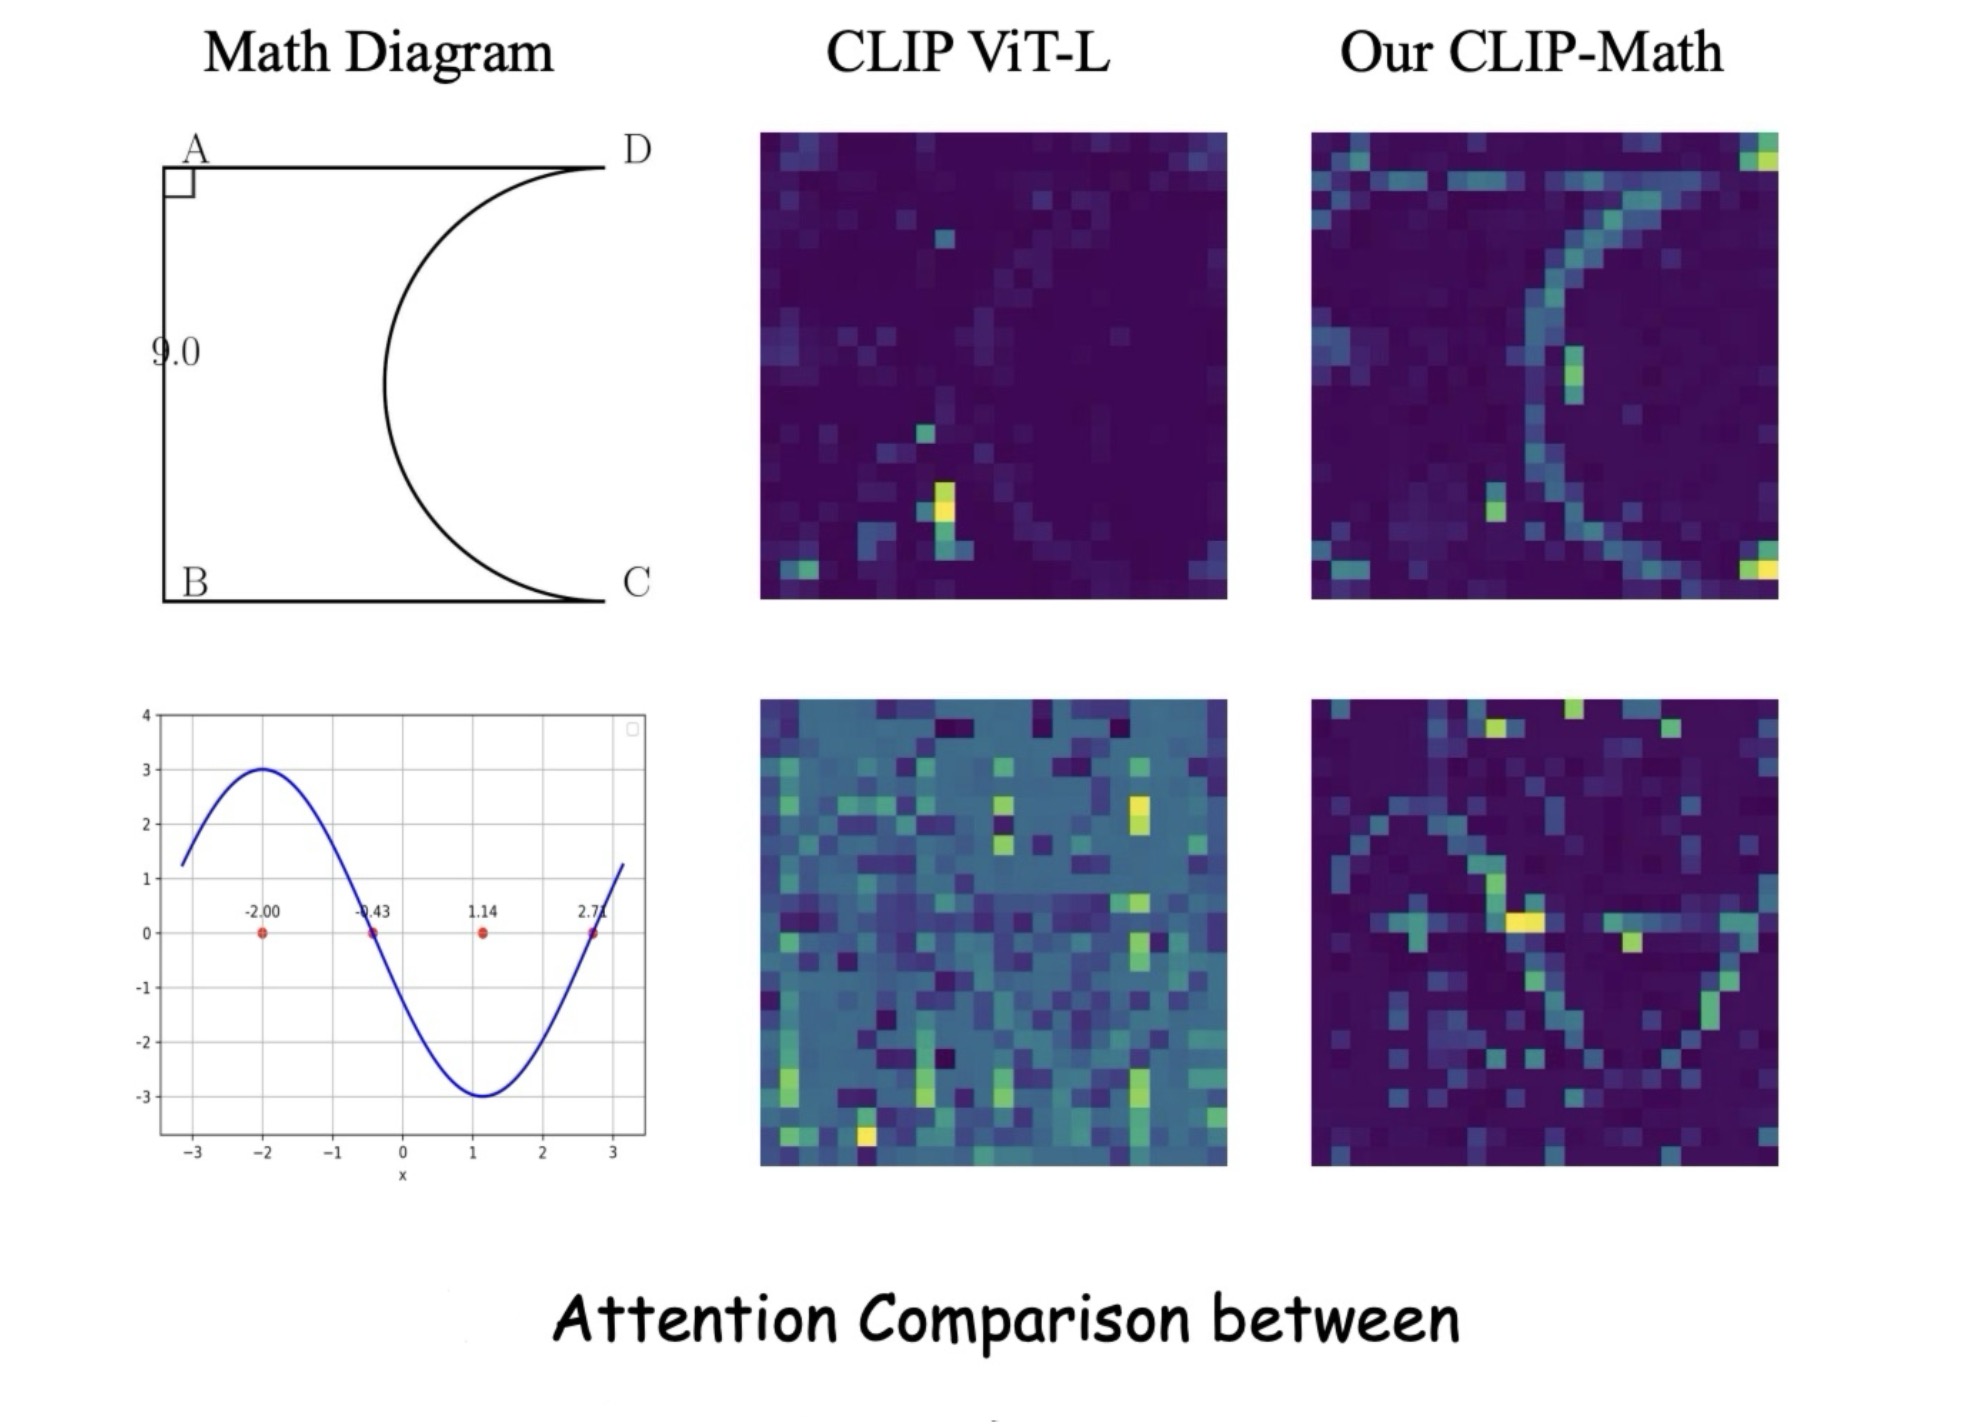 Math Diagram CLIP ViT-L Our CLIP-Math
A D
9.0
B C
4
3
2
1
-2.00 -0.43 1.14 2.71
0
-1
-2
-3
−3 −2 −1 0 1 2 3
x
Attention Comparison between